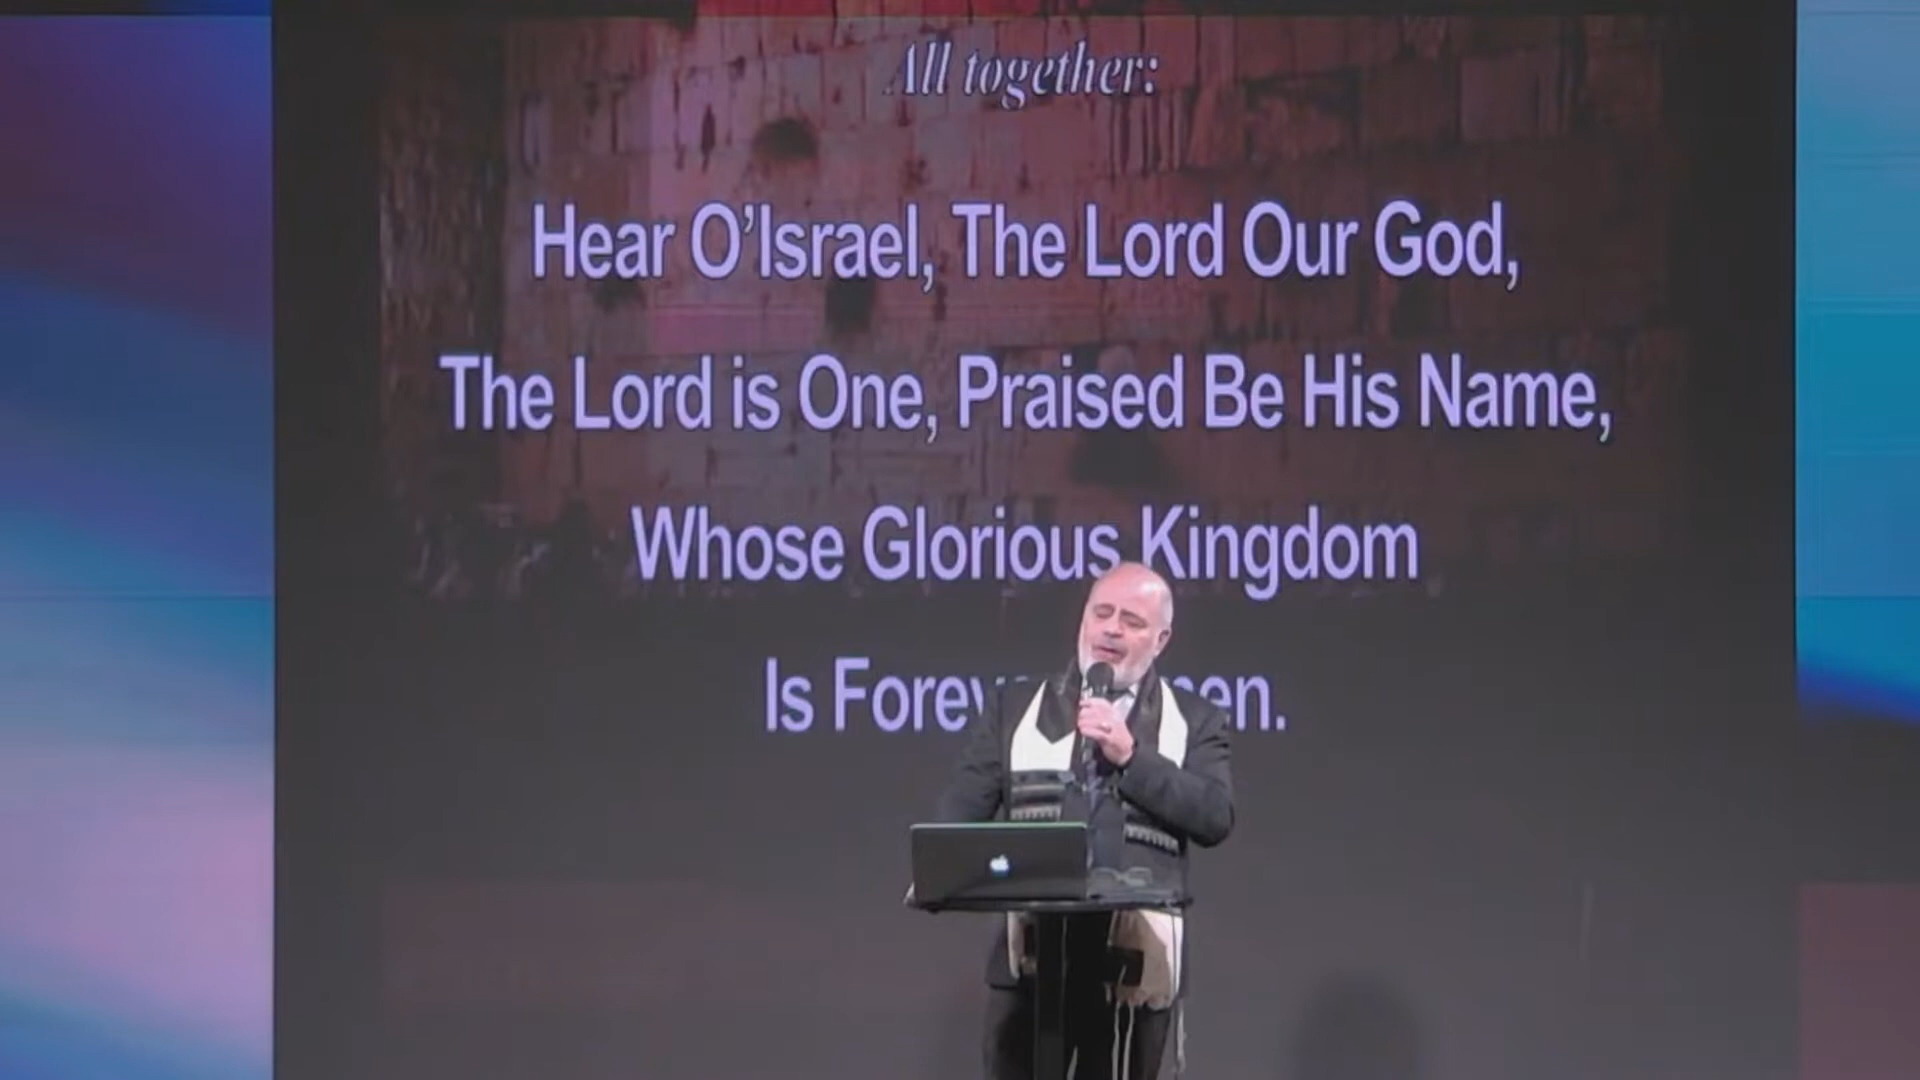 All together:
Hear O'Israel, The Lord Our God,
The Lord is One, Praised Be His Name,
Whose Glorious Kingdom
Is